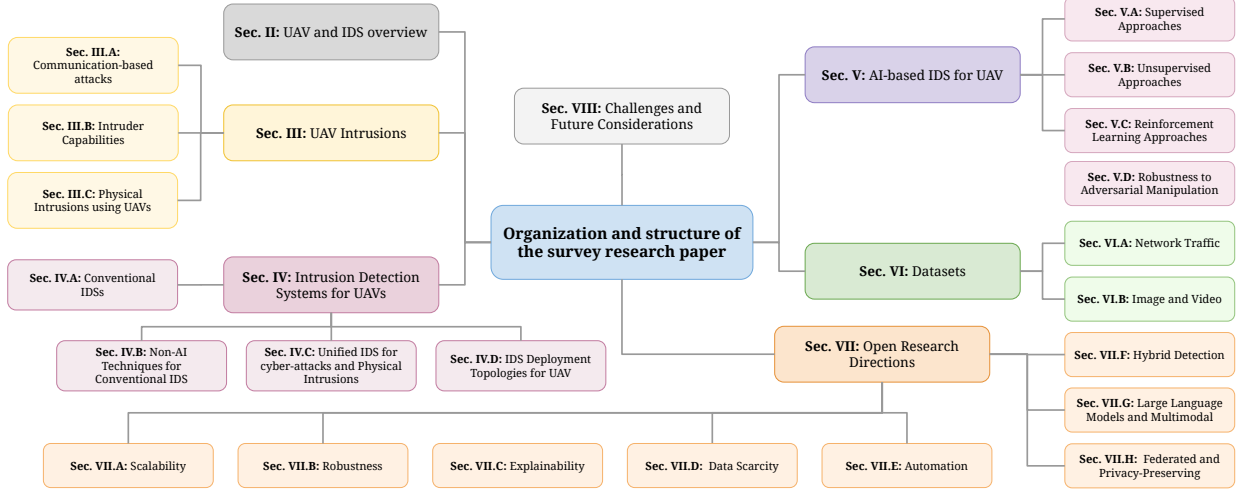 Sec. II: UAV and IDS overview
Sec. III.A:
Communication-based
attacks
Sec. III.B: Intruder
Capabilities
Sec. III.C: Physical
Intrusions using UAVs
Sec. III: UAV Intrusions
Sec. IV.A: Conventional
IDSs
Sec. IV: Intrusion Detection
Systems for UAVs
Sec. IV.B: Non-AI
Techniques for
Conventional IDS
Sec. IV.C: Unified IDS for
cyber-attacks and Physical
Intrusions
Sec. IV.D: IDS Deployment
Topologies for UAV
Sec. VIII: Challenges and
Future Considerations
Organization and structure of
the survey research paper
Sec. V: AI-based IDS for UAV
Sec. V.A: Supervised
Approaches
Sec. V.B: Unsupervised
Approaches
Sec. V.C: Reinforcement
Learning Approaches
Sec. V.D: Robustness to
Adversarial Manipulation
Sec. VI: Datasets
Sec. VI.A: Network Traffic
Sec. VI.B: Image and Video
Sec. VII: Open Research
Directions
Sec. VII.F: Hybrid Detection
Sec. VII.G: Large Language
Models and Multimodal
Sec. VII.H: Federated and
Privacy-Preserving
Sec. VII.A: Scalability
Sec. VII.B: Robustness
Sec. VII.C: Explainability
Sec. VII.D: Data Scarcity
Sec. VII.E: Automation